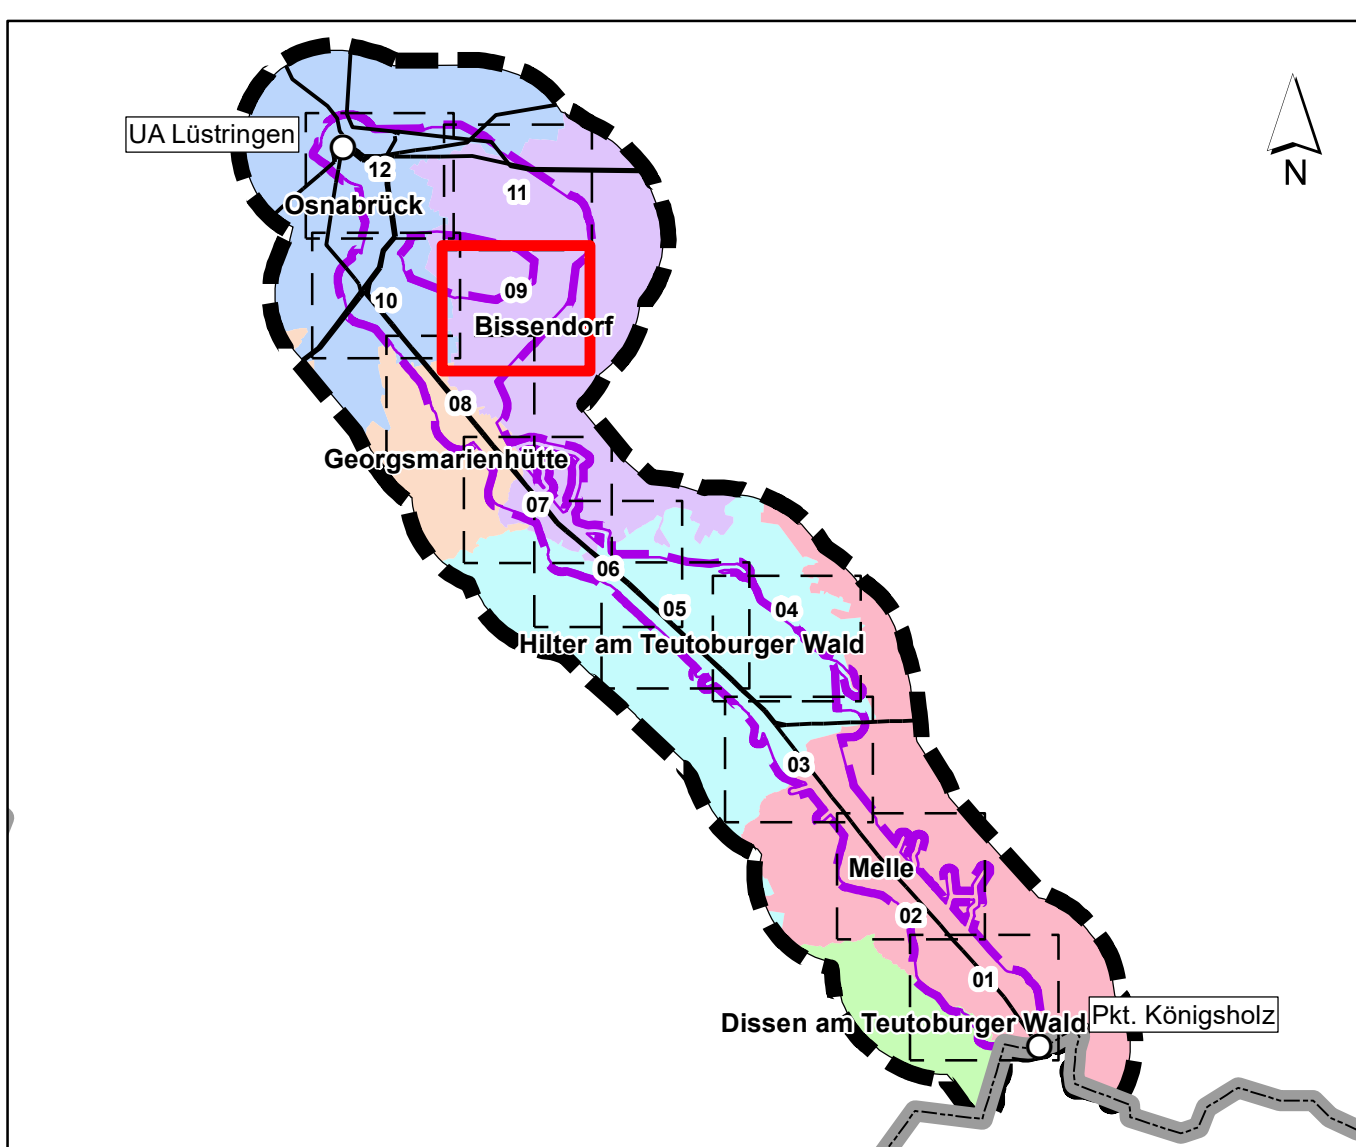 UA Lüstringen
12
11
N
Osnabrück
09
10
Bissendorf
08
Georgsmarienhütte
07
06
05
04
Hilter am Teutoburger Wald
03
Melle
02
01
Dissen am Teutoburger Wald
Pkt. Königsholz